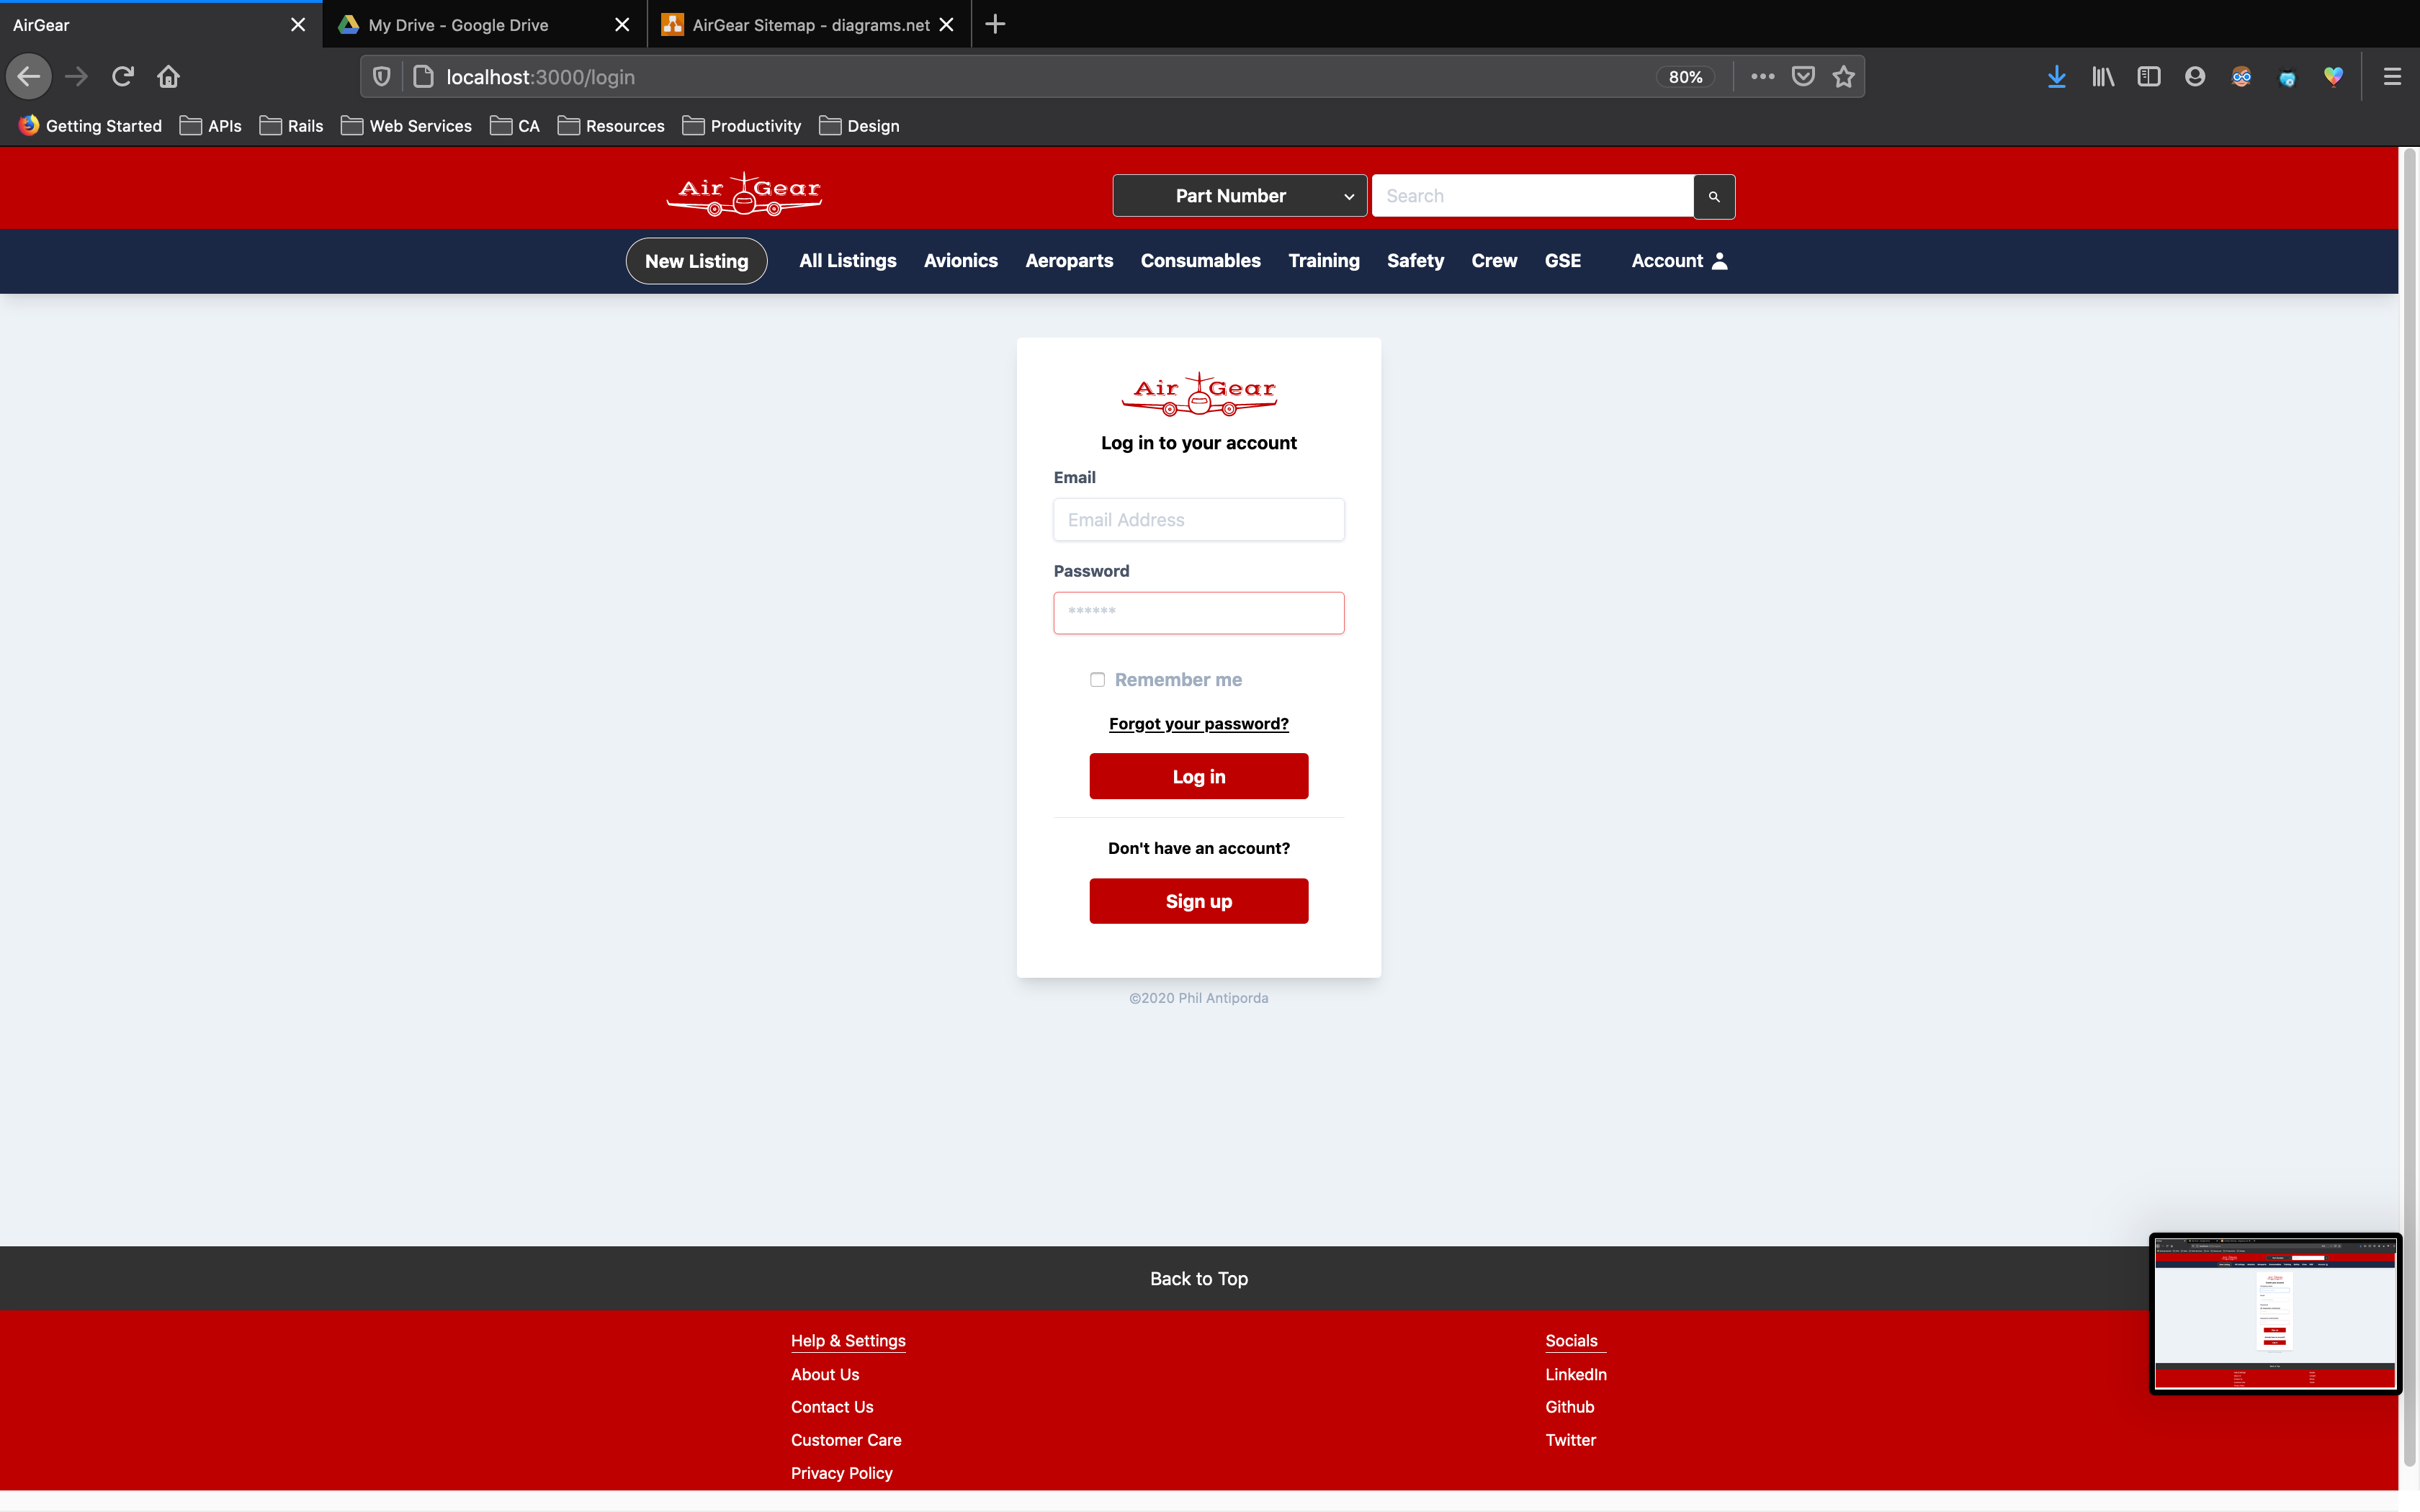 AirGear
My Drive - Google Drive
AirGear Sitemap - diagrams.net
localhost:3000/login
80%
Getting Started
APIs
Rails
Web Services
CA
Resources
Productivity
Design
Air Gear
Part Number
Search
New Listing
All Listings
Avionics
Aeroparts
Consumables
Training
Safety
Crew
GSE
Account
Air Gear
Log in to your account
Email
Email Address
Password
******
Remember me
Forgot your password?
Log in
Don't have an account?
Sign up
©2020 Phil Antiporda
Back to Top
Help & Settings
About Us
Contact Us
Customer Care
Privacy Policy
Socials
LinkedIn
Github
Twitter